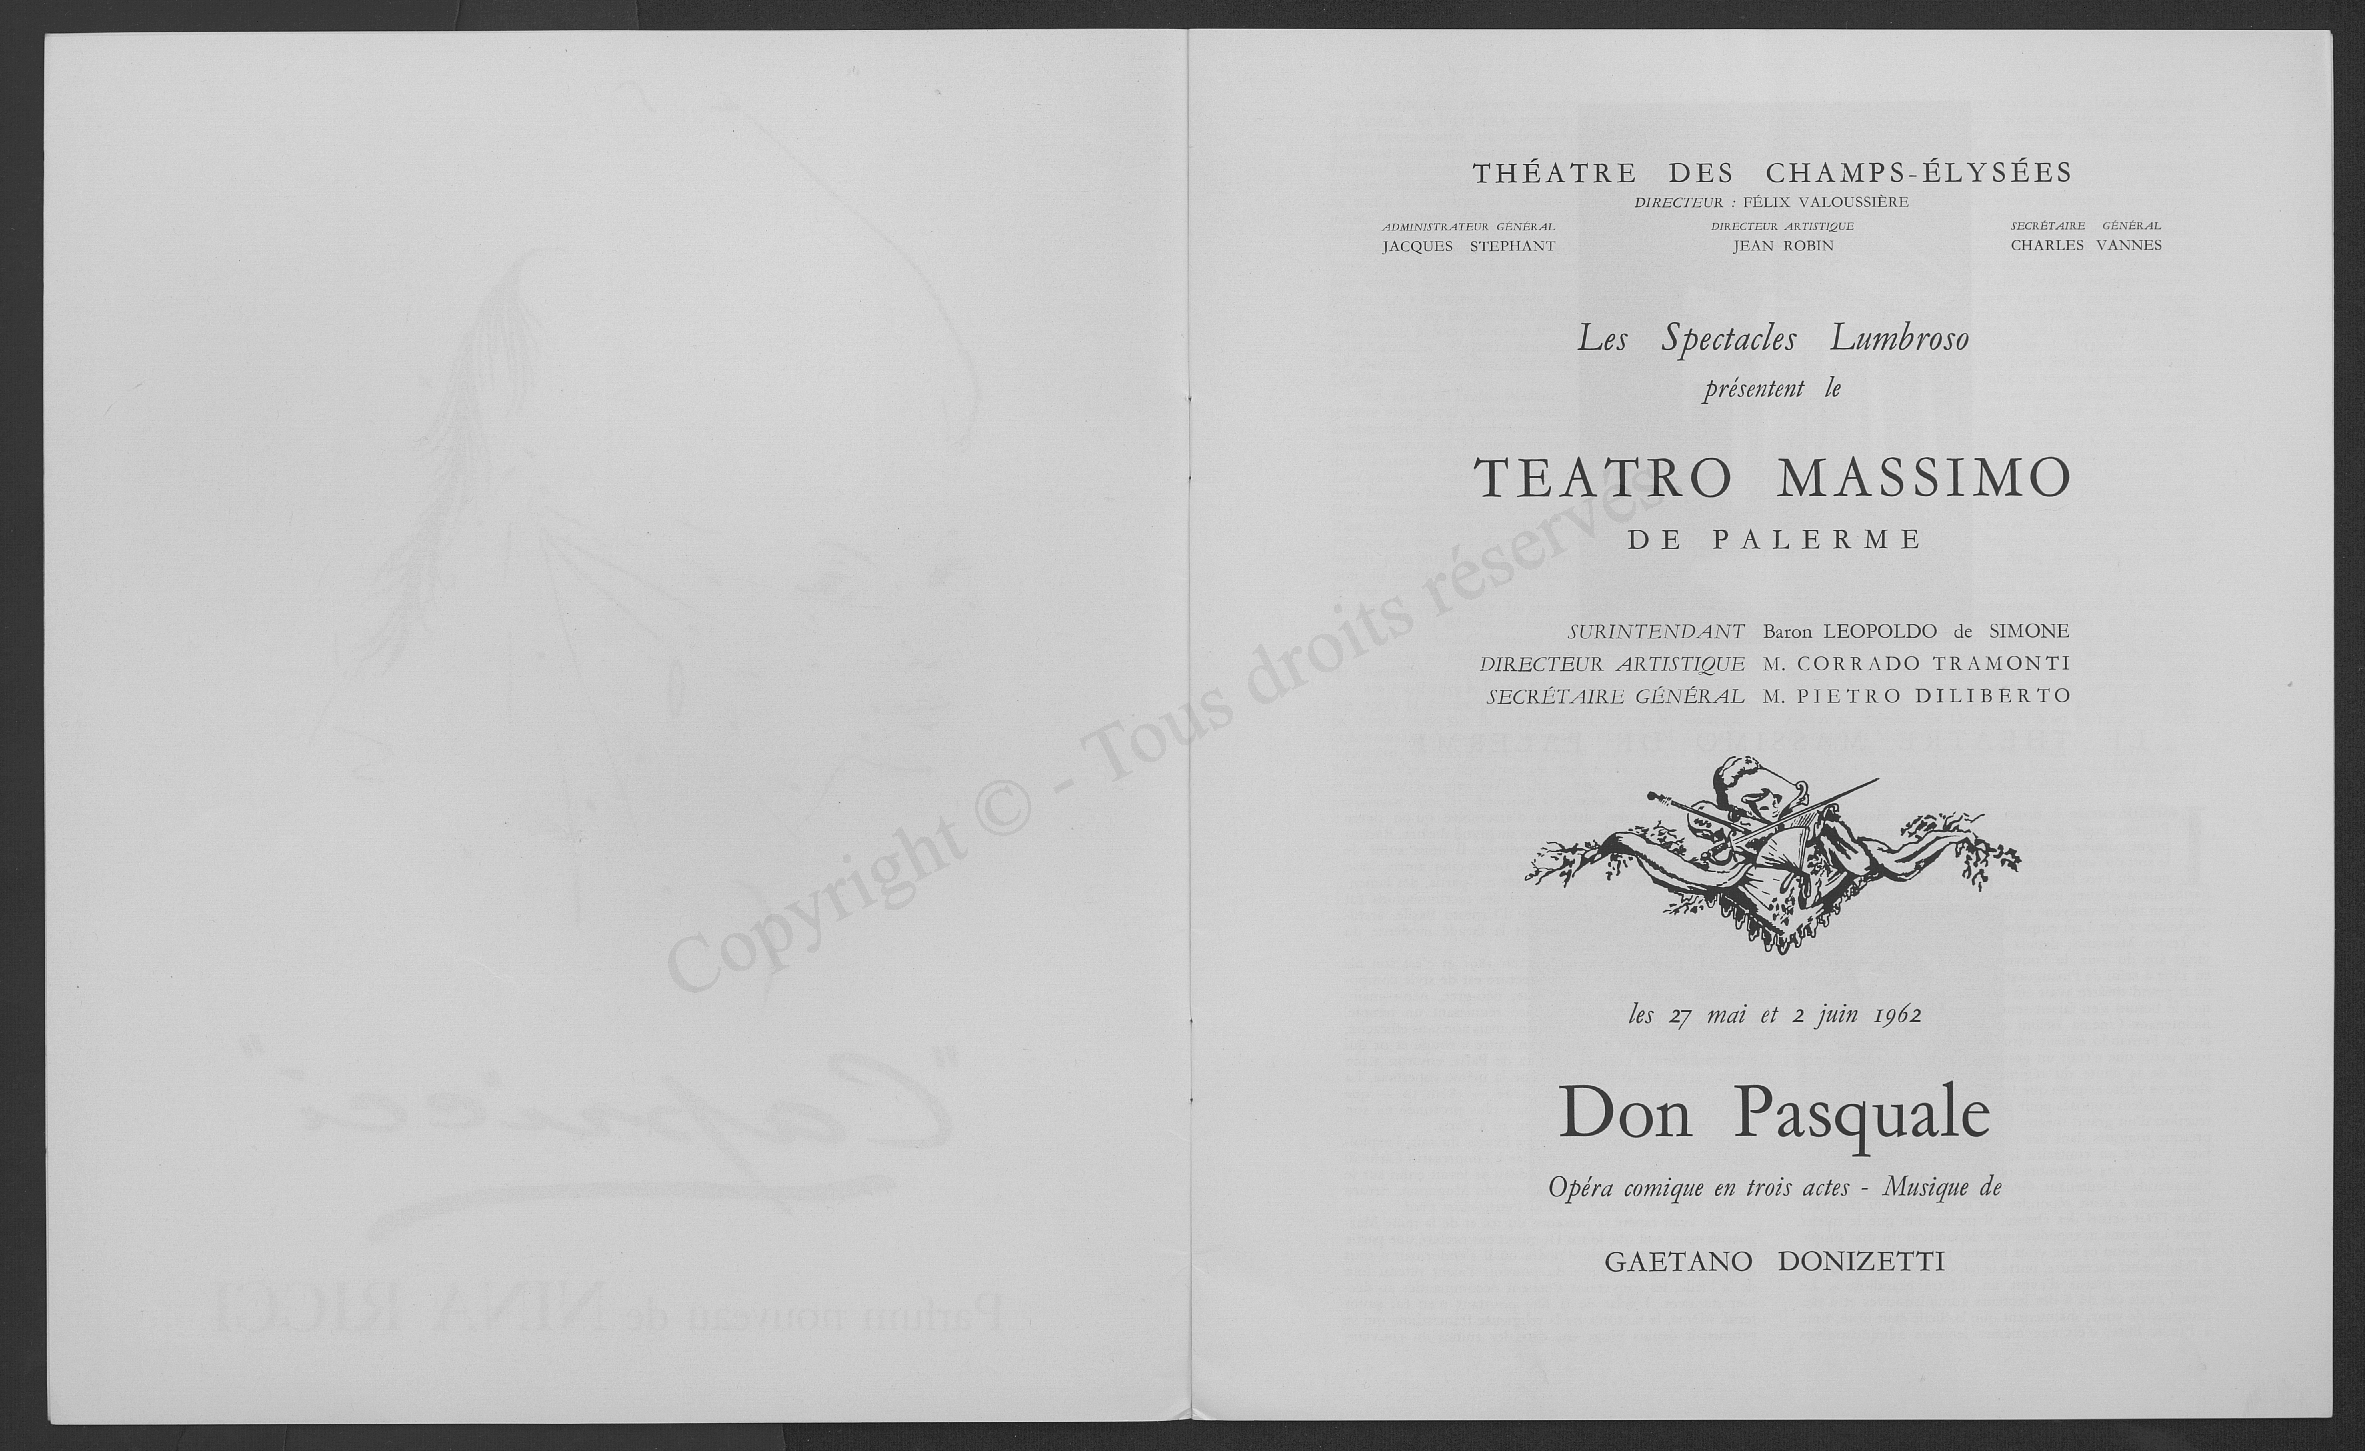 THÉATRE DES CHAMPS-ÉLYSÉES
DIRECTEUR : FÉLIX VALOUSSIÈRE
ADMINISTRATEUR GÉNÉRAL DIRECTEUR ARTISTIQUE SECRÉTAIRE GÉNÉRAL
JACQUES STEPHANT JEAN ROBIN CHARLES VANNES
Les Spectacles Lumbroso
présentent le
TEATRO MASSIMO
DE PALERME
SURINTENDANT Baron LEOPOLDO de SIMONE
DIRECTEUR ARTISTIQUE M. CORRADO TRAMONTI
SECRÉTAIRE GÉNÉRAL M. PIETRO DILIBERTO
les 27 mai et 2 juin 1962
Don Pasquale
Opéra comique en trois actes - Musique de
GAETANO DONIZETTI
Copyright © - Tous droits réservés
"Capricci"
Parfum nouveau de NINA RICCI